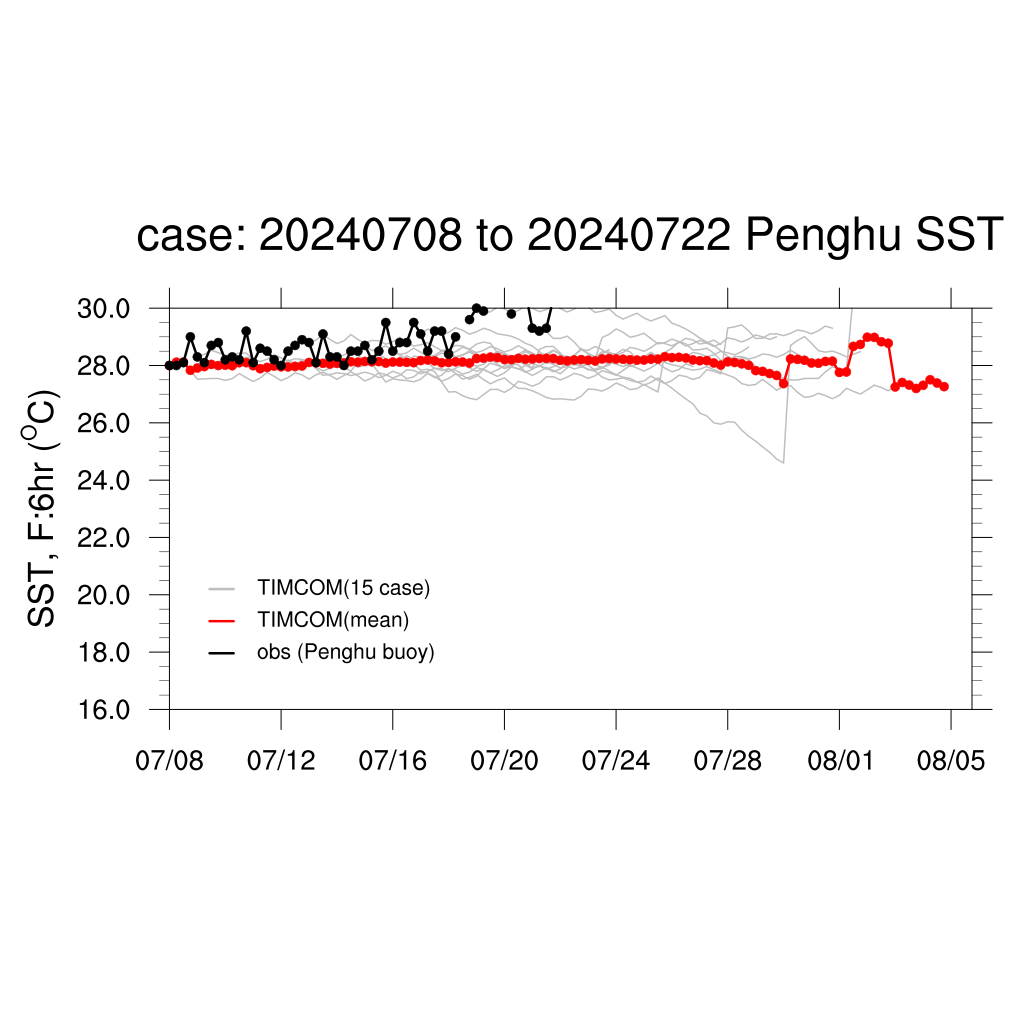 case: 20240708 to 20240722 Penghu SST
SST, F:6hr (OC)
30.0
28.0
26.0
24.0
22.0
20.0
18.0
16.0
TIMCOM(15 case)
TIMCOM(mean)
obs (Penghu buoy)
07/08 07/12 07/16 07/20 07/24 07/28 08/01 08/05